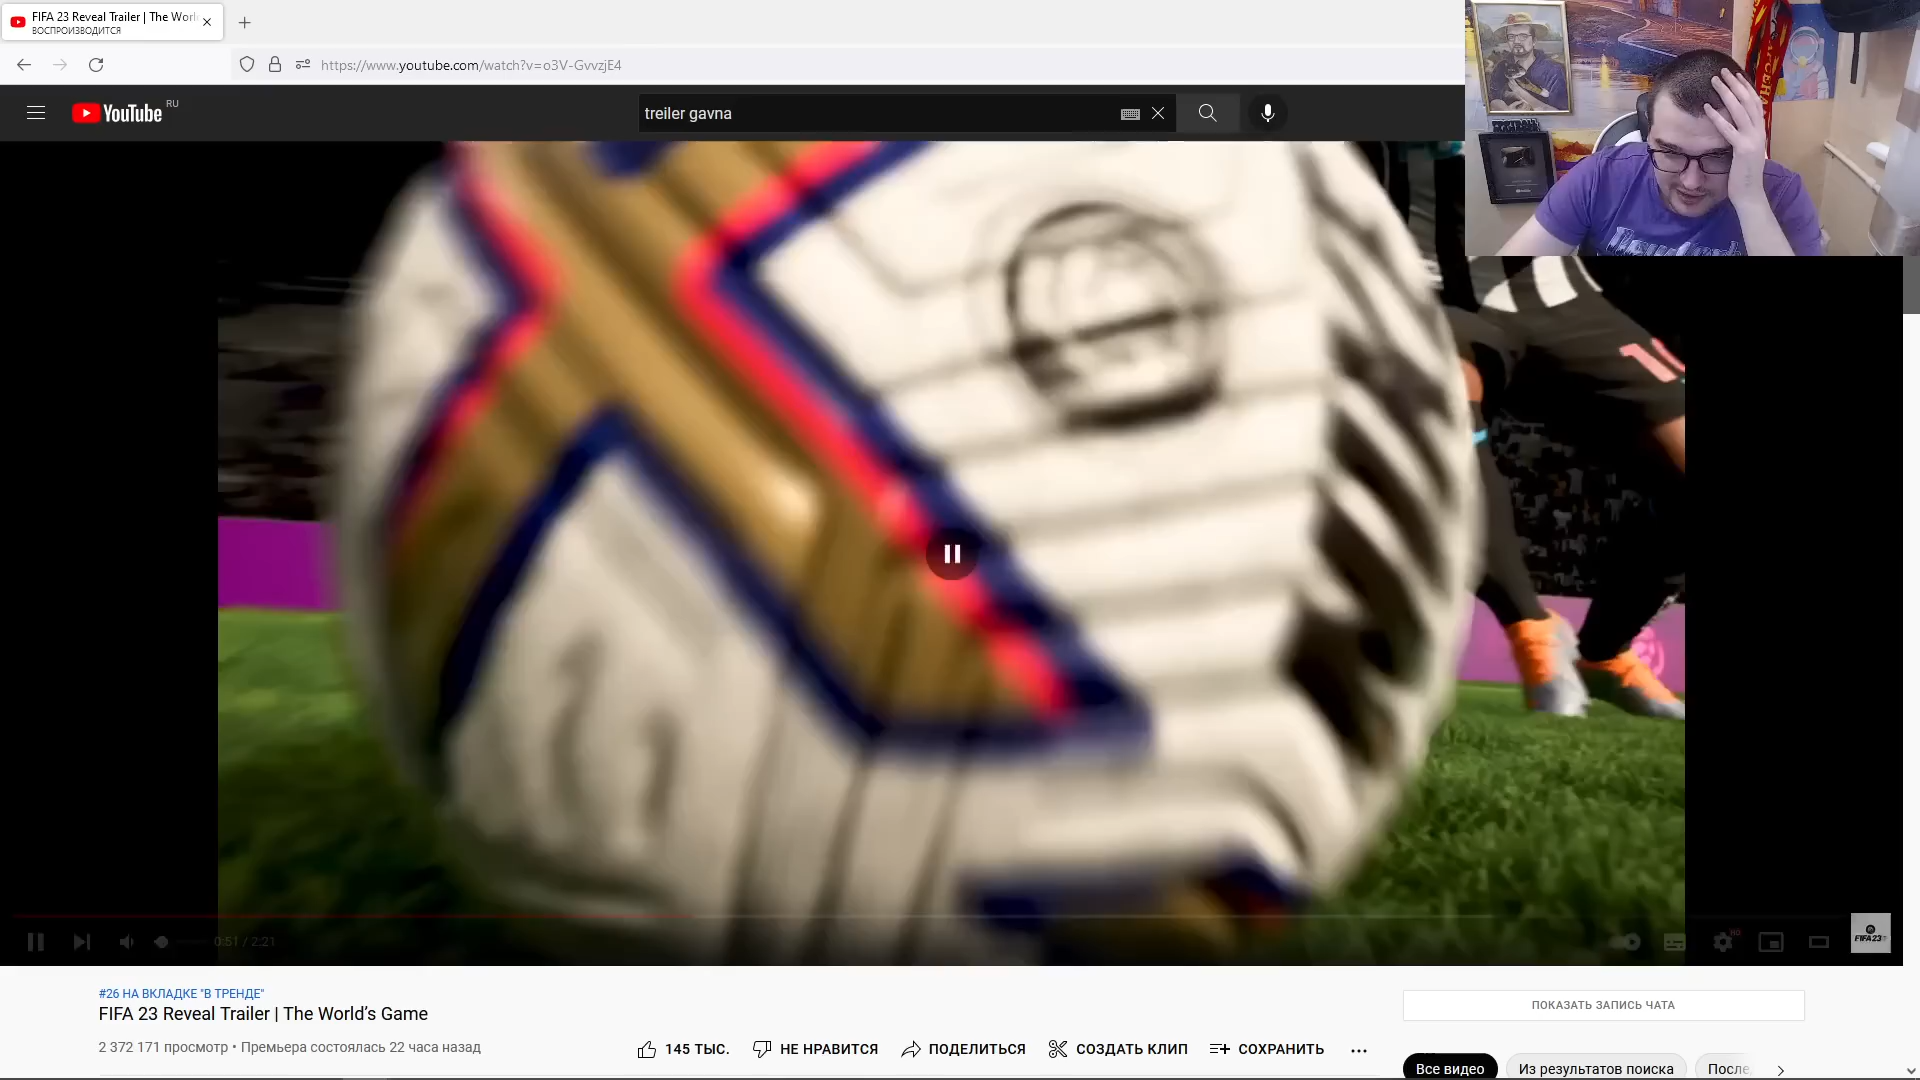 FIFA 23 Reveal Trailer | The Worl
ВОСПРОИЗВОДИТСЯ
https://www.youtube.com/watch?v=o3V-GvvzjE4
YouTube
RU
treiler gavna
0:51 / 2:21
HD
FIFA 23
#26 НА ВКЛАДКЕ "В ТРЕНДЕ"
FIFA 23 Reveal Trailer | The World’s Game
2 372 171 просмотр • Премьера состоялась 22 часа назад
145 ТЫС.
НЕ НРАВИТСЯ
ПОДЕЛИТЬСЯ
СОЗДАТЬ КЛИП
СОХРАНИТЬ
ПОКАЗАТЬ ЗАПИСЬ ЧАТА
Все видео
Из результатов поиска
После